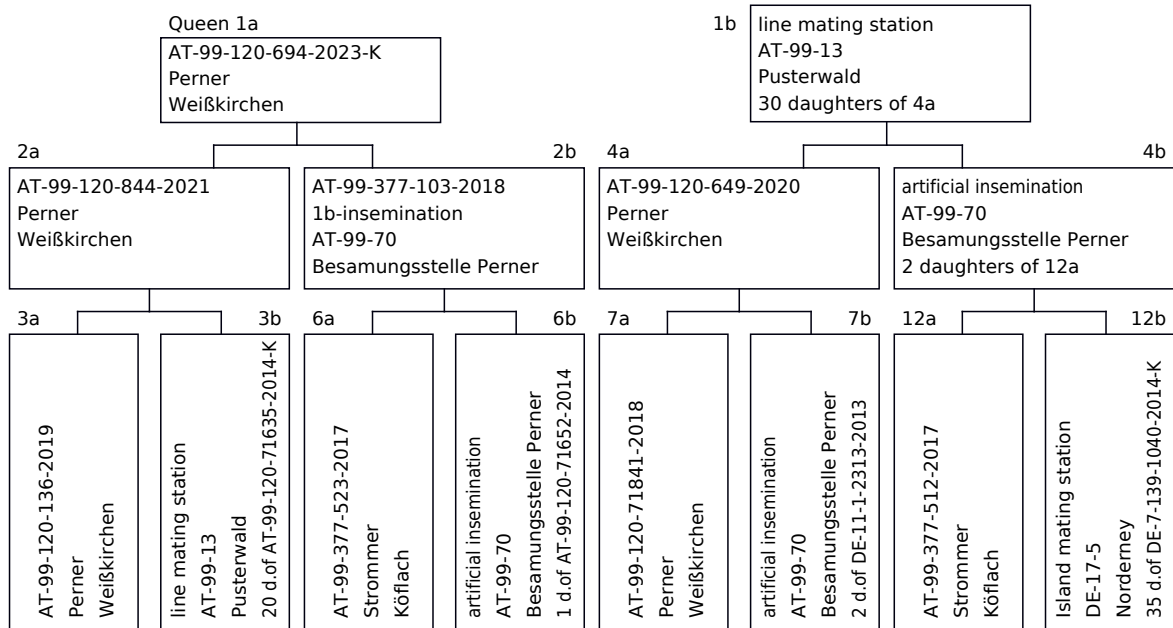 Queen 1a
AT-99-120-694-2023-K
Perner
Weißkirchen
1b
line mating station
AT-99-13
Pusterwald
30 daughters of 4a
2a
AT-99-120-844-2021
Perner
Weißkirchen
2b
AT-99-377-103-2018
1b-insemination
AT-99-70
Besamungsstelle Perner
4a
AT-99-120-649-2020
Perner
Weißkirchen
4b
artificial insemination
AT-99-70
Besamungsstelle Perner
2 daughters of 12a
3a
AT-99-120-136-2019
Perner
Weißkirchen
3b
line mating station
AT-99-13
Pusterwald
20 d.of AT-99-120-71635-2014-K
6a
AT-99-377-523-2017
Strommer
Köflach
6b
artificial insemination
AT-99-70
Besamungsstelle Perner
1 d.of AT-99-120-71652-2014
7a
AT-99-120-71841-2018
Perner
Weißkirchen
7b
artificial insemination
AT-99-70
Besamungsstelle Perner
2 d.of DE-11-1-2313-2013
12a
AT-99-377-512-2017
Strommer
Köflach
12b
Island mating station
DE-17-5
Norderney
35 d.of DE-7-139-1040-2014-K